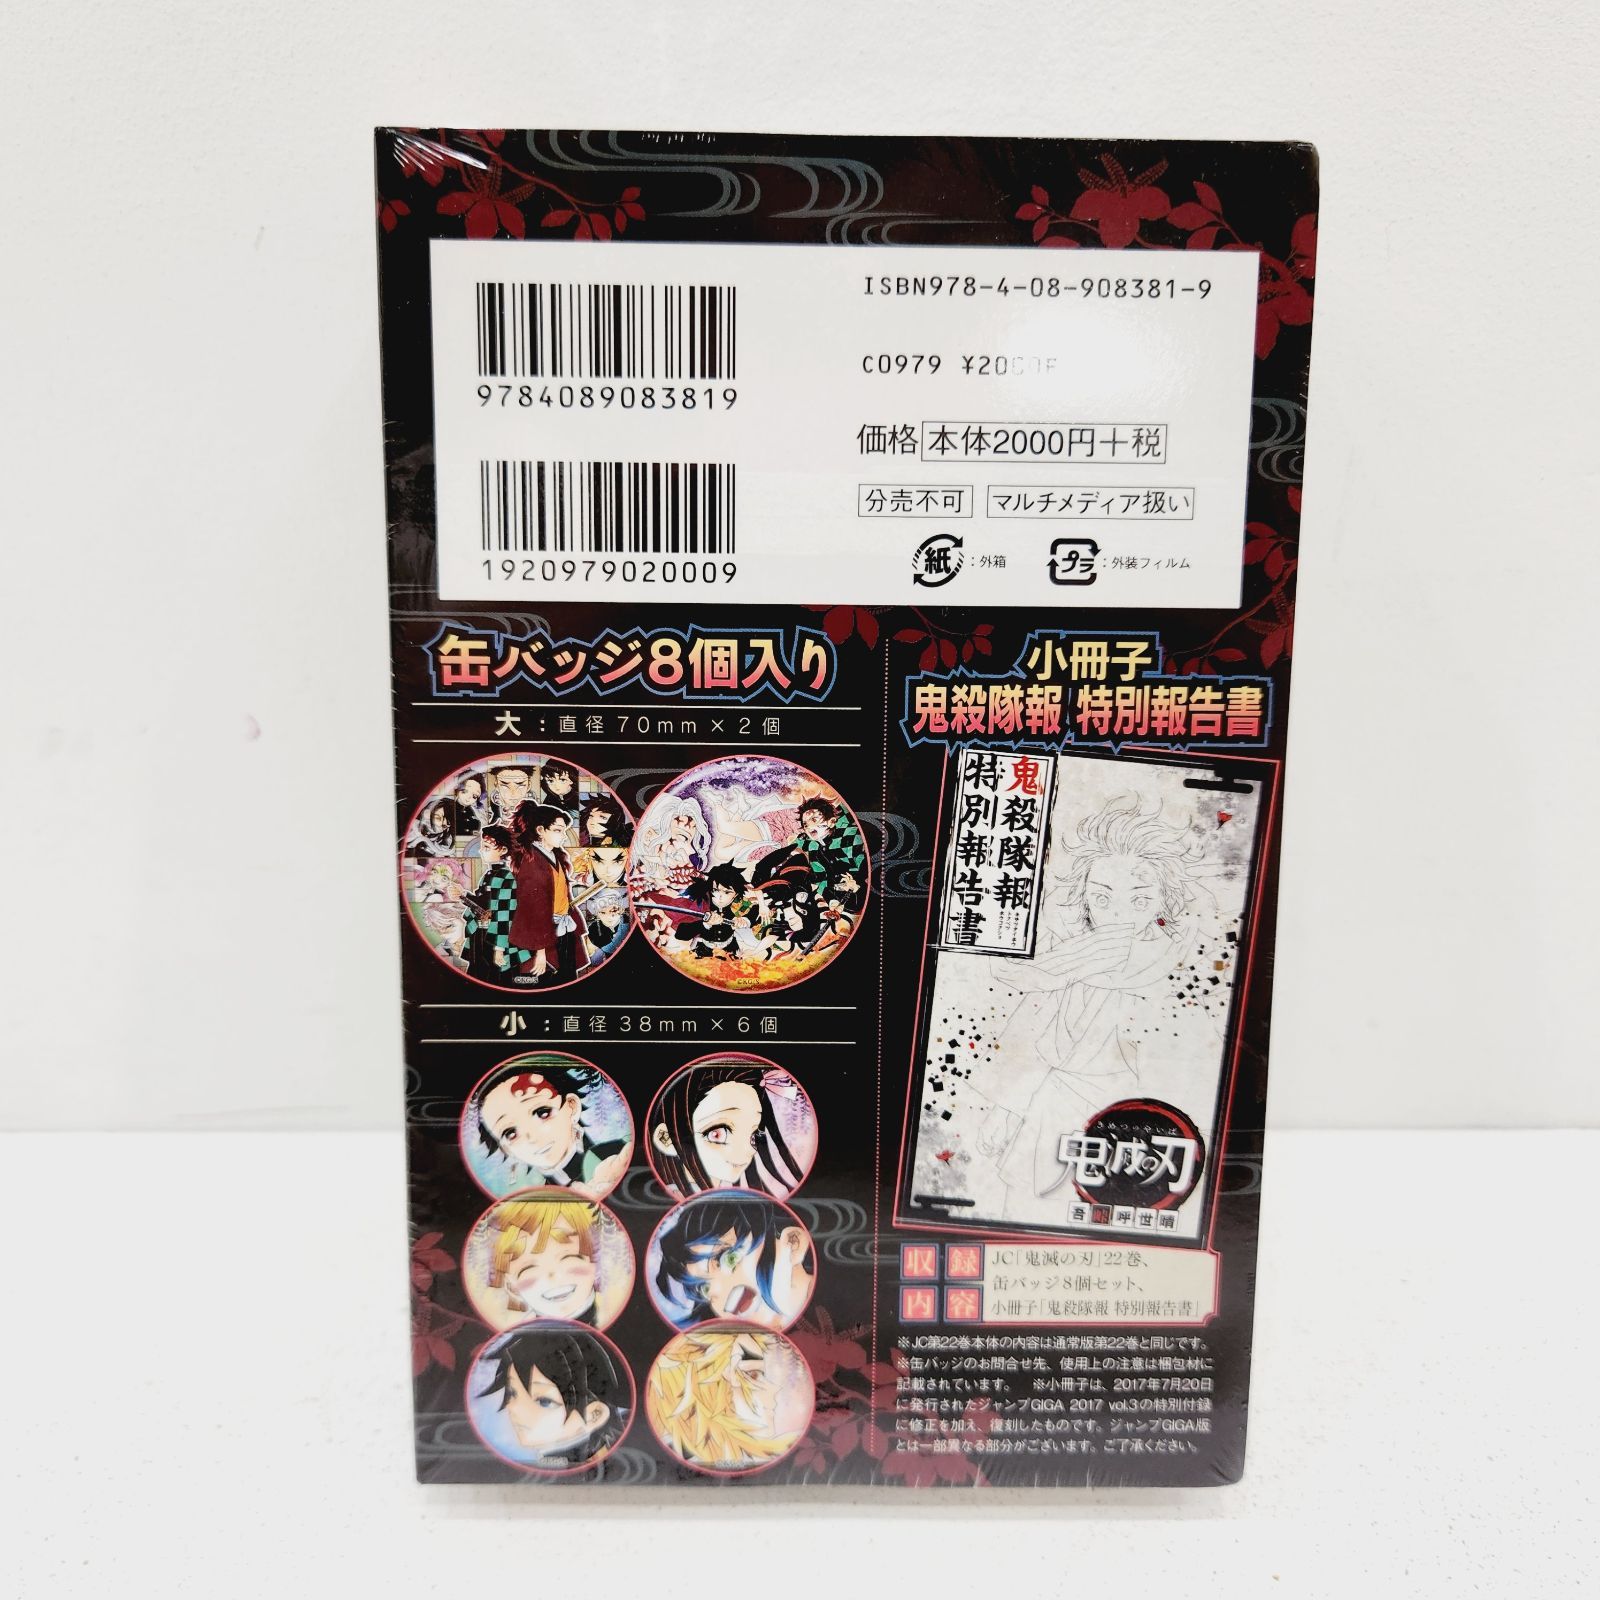 ISBN978-4-08-908381-9
9784089083819
C0979 ¥2000E
価格 本体2000円+税
分売不可 マルチメディア扱い
紙:外箱 プラ:外装フィルム
1920979020009
缶バッジ8個入り
大:直径70mm×2個
©KG/S
©KG/S
小:直径38mm×6個
©KG/S
©KG/S
小冊子
鬼殺隊報 特別報告書
鬼殺隊報
特別報告書
きめつのやいば
鬼滅の刃
吾峠呼世晴
収録内容
JC「鬼滅の刃」22巻、
缶バッジ8個セット、
小冊子「鬼殺隊報 特別報告書」
※JC第22巻本体の内容は通常版第22巻と同じです。
※缶バッジのお問合せ先、使用上の注意は梱包材に
記載されています。 ※小冊子は、2017年7月20日
に発行されたジャンプGIGA 2017 vol.3の特別付録
に修正を加え、復刻したものです。ジャンプGIGA版
とは一部異なる部分がございます。ご了承ください。